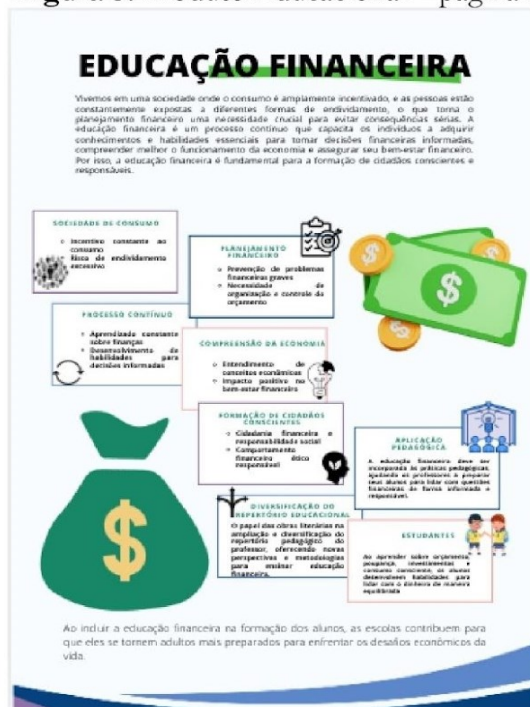 EDUCAÇÃO FINANCEIRA
Vivemos em uma sociedade onde o consumo é ampiamente incentivado, e as pessoas estão
constantemente expostas a diferentes formas de endividamento, o que torna o
planejamento financeiro uma necessidade crucial para evitar consequências sérias. A
educação financeira é um processo contínuo que capacita os indivíduos a adquirir
conhecimentos e habilidades essenciais para tomar decisões financeiras informadas,
compreender melhor o funcionamento da economia e assegurar seu bem-estar financeiro.
Por isso, a educação financeira é fundamental para a formação de cidadãos conscientes e
responsáveis.
SOCIEDADE DE CONSUMO
Incentivo constante ao
consumo
Risco de endividamento
excessivo
PLANEJAMENTO
FINANCEIRO
Prevenção de problemas
financeiros graves
Necessidade de
organização e controle do
orçamento
PROCESSO CONTÍNUO
Aprendizado constante
sobre finanças
Desenvolvimento de
habilidades para
decisões informadas
COMPREENSÃO DA ECONOMIA
Entendimento de
conceitos econômicos
Impacto positivo no
bem-estar financeiro
FORMAÇÃO DE CIDADÃOS
CONSCIENTES
Cidadania financeira e
responsabilidade social
Comportamento
financeiro ético e
responsável
APLICAÇÃO
PEDAGÓGICA
A educação financeira deve ser
incorporada às práticas pedagógicas,
ajudando os professores a preparar
seus alunos para lidar com questões
financeiras de forma informada e
responsável.
DIVERSIFICAÇÃO DO
REPERTÓRIO EDUCACIONAL
O papel das obras literárias na
ampliação e diversificação do
repertório pedagógico do
professor, oferecendo novas
perspectivas e metodologias
para ensinar educação
financeira.
ESTUDANTES
Ao aprender sobre orçamento,
poupança, investimentos e
consumo consciente, os alunos
desenvolvem habilidades para
lidar com o dinheiro de maneira
equilibrada
Ao incluir a educação financeira na formação dos alunos, as escolas contribuem para
que eles se tornem adultos mais preparados para enfrentar os desafios econômicos da
vida.